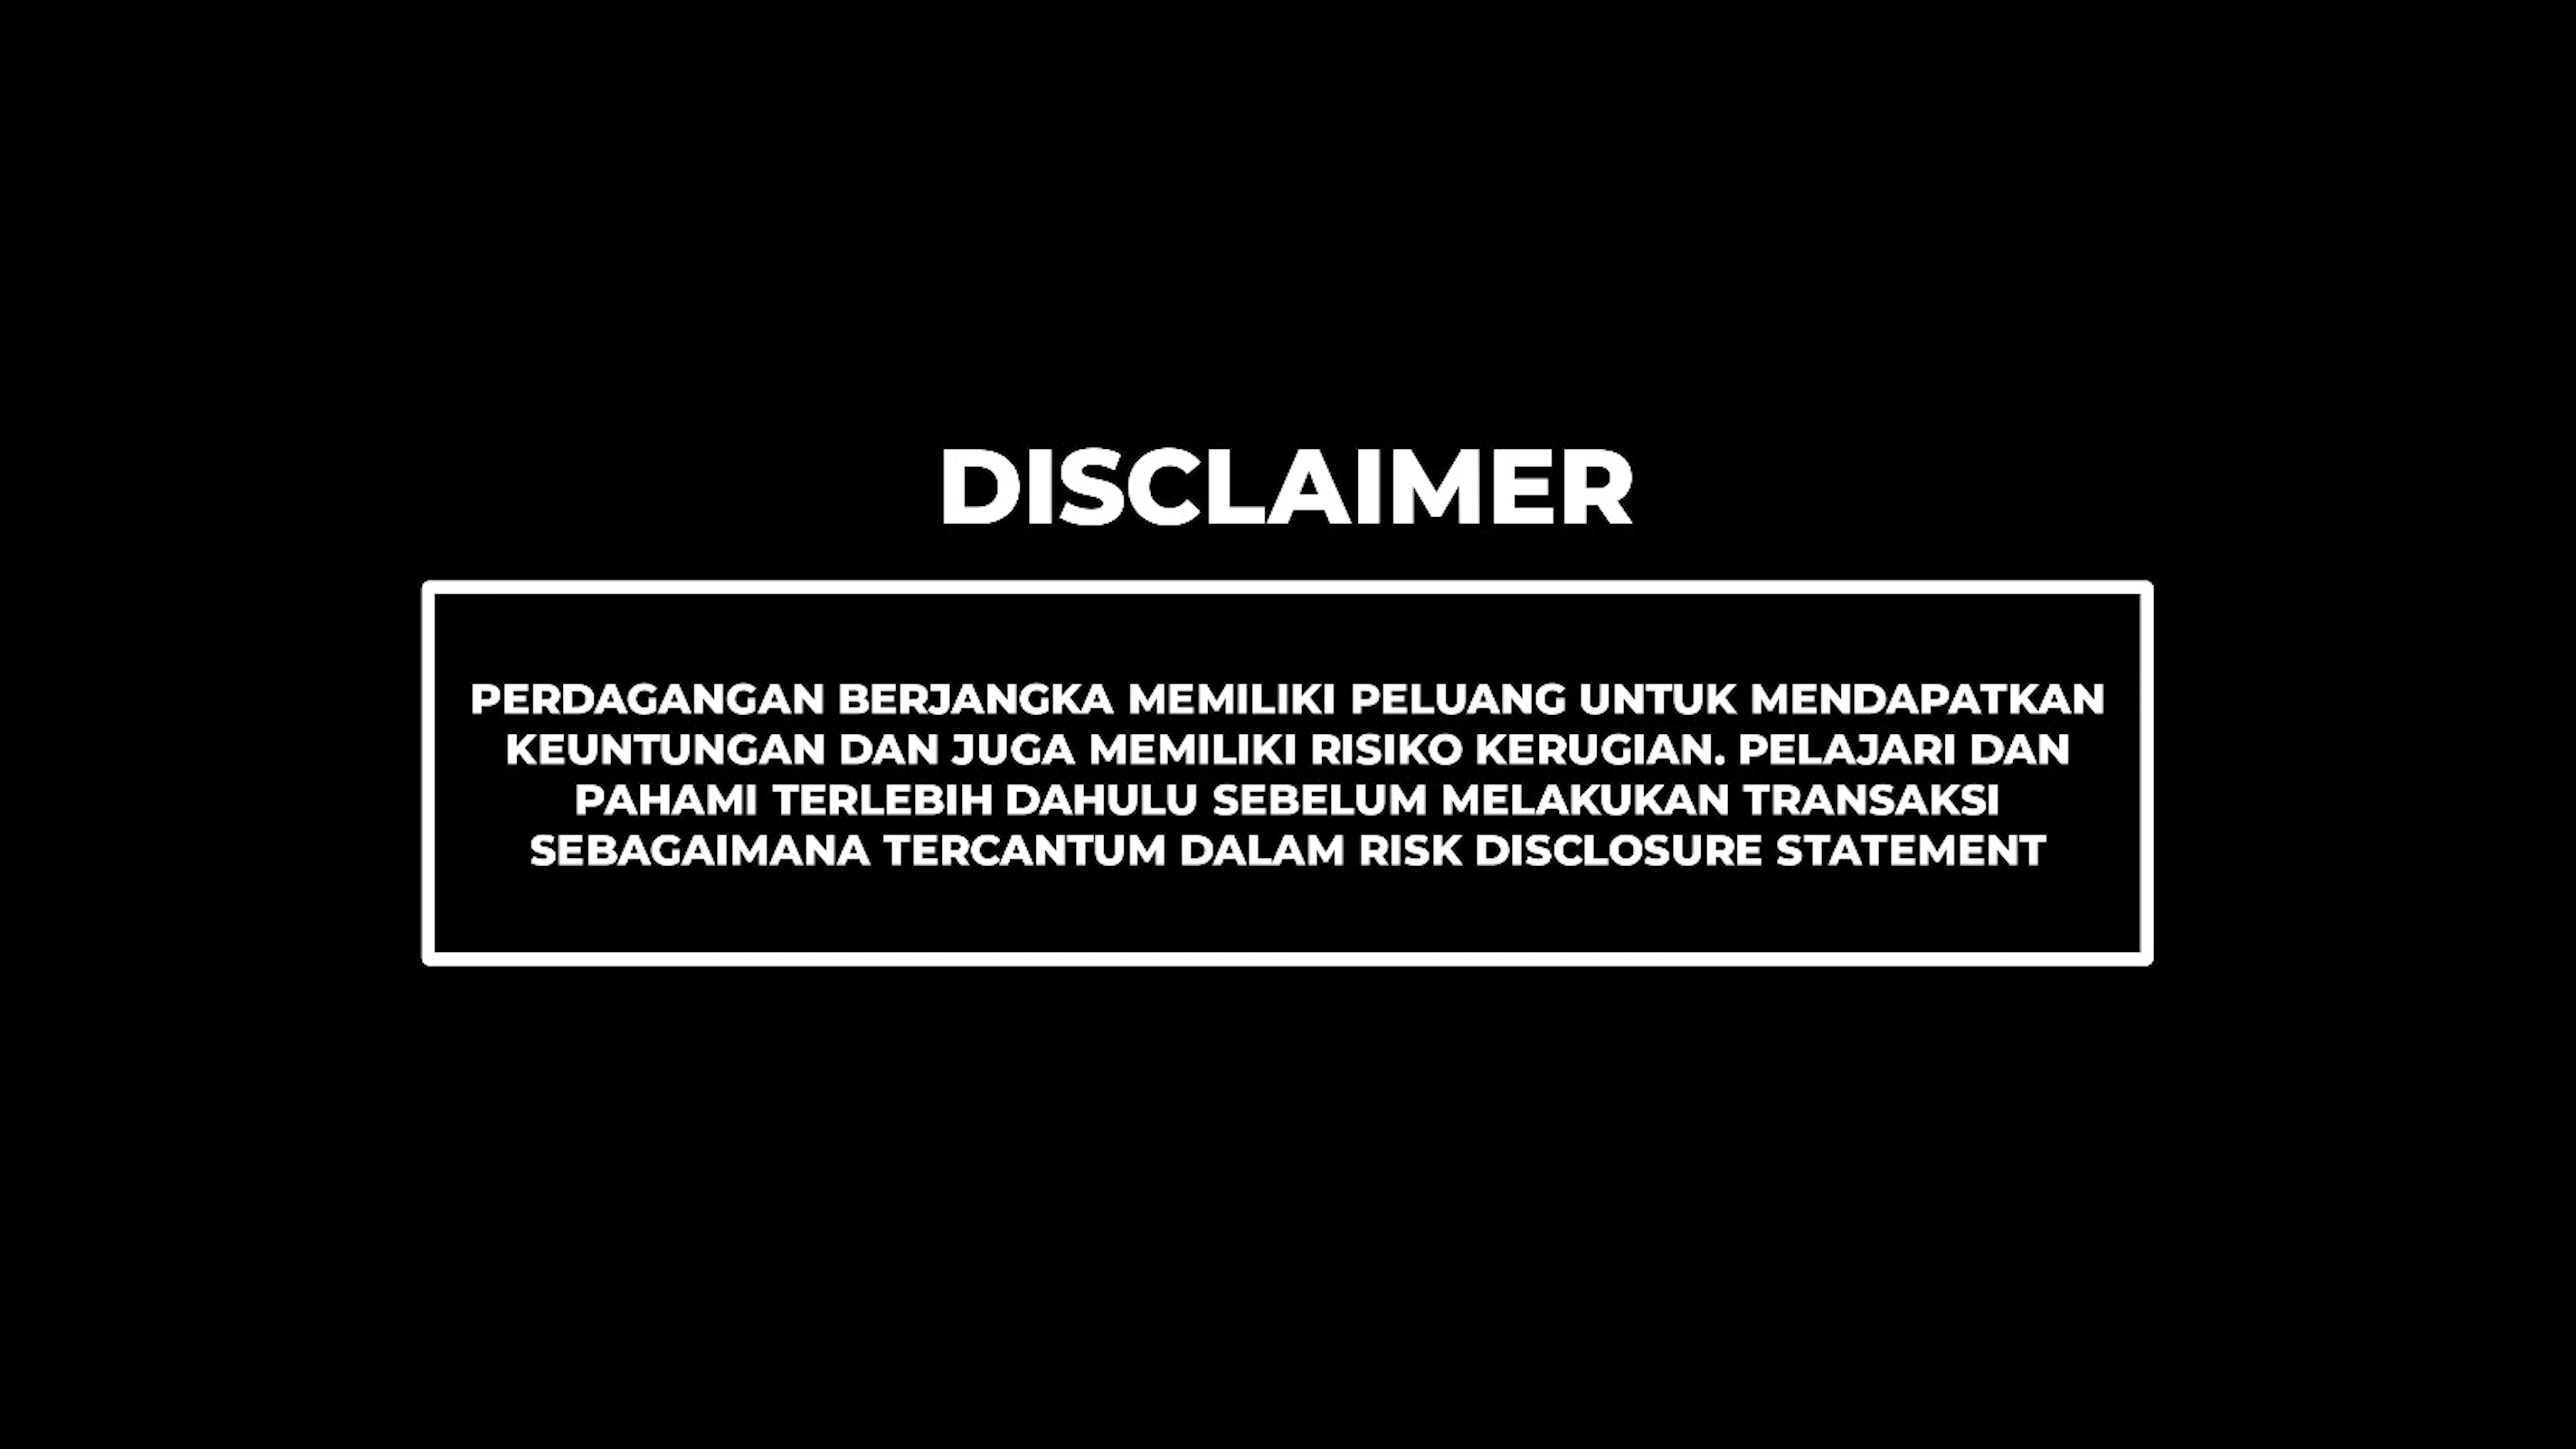 DISCLAIMER
PERDAGANGAN BERJANGKA MEMILIKI PELUANG UNTUK MENDAPATKAN
KEUNTUNGAN DAN JUGA MEMILIKI RISIKO KERUGIAN. PELAJARI DAN
PAHAMI TERLEBIH DAHULU SEBELUM MELAKUKAN TRANSAKSI
SEBAGAIMANA TERCANTUM DALAM RISK DISCLOSURE STATEMENT